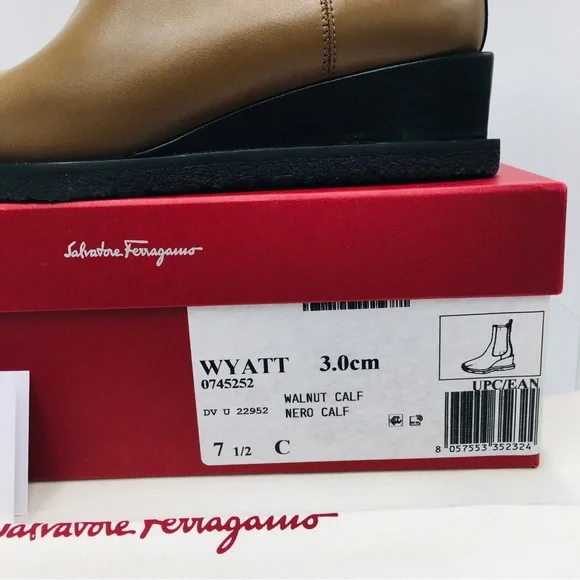 Salvatore Ferragamo
WYATT 3.0cm
0745252
WALNUT CALF
DV U 22952 NERO CALF
7 1/2 C
UPC/EAN
8 057553 352324
Salvatore Ferragamo